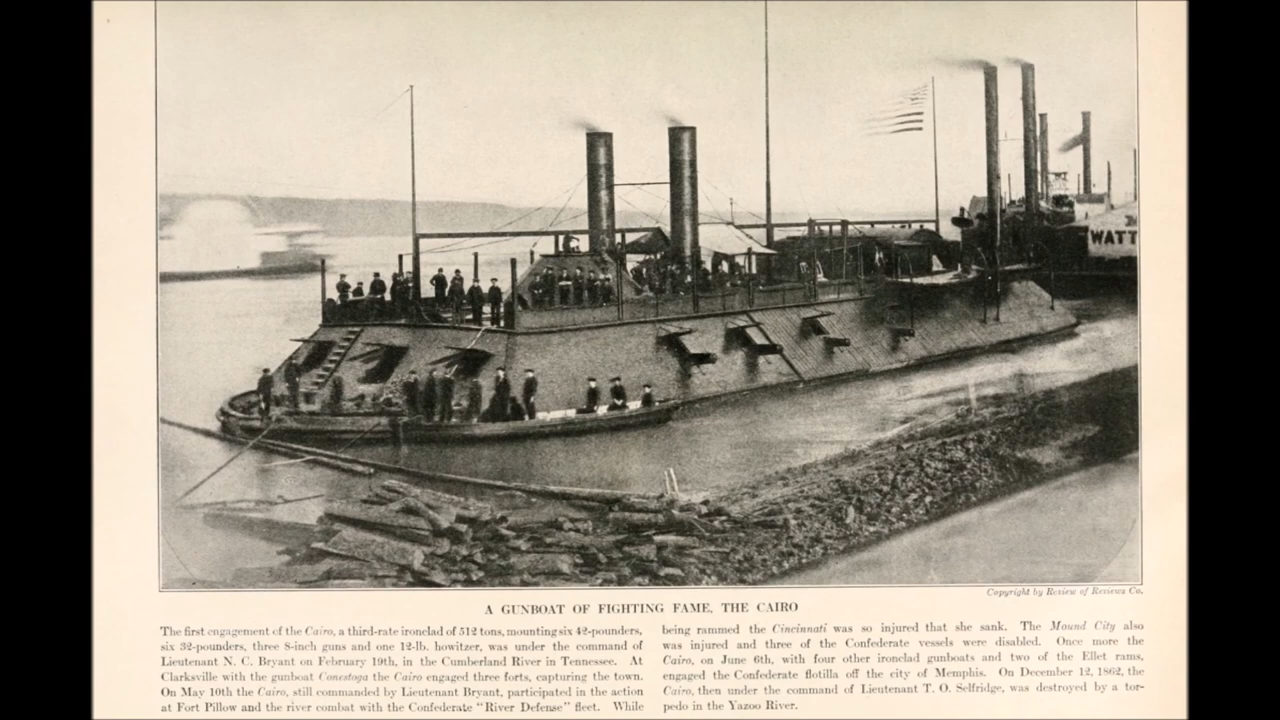 WATT
Copyright by Review of Reviews Co.
A GUNBOAT OF FIGHTING FAME, THE CAIRO
The first engagement of the Cairo, a third-rate ironclad of 512 tons, mounting six 42-pounders,
six 32-pounders, three 8-inch guns and one 12-lb. howitzer, was under the command of
Lieutenant N. C. Bryant on February 19th, in the Cumberland River in Tennessee. At
Clarksville with the gunboat Conestoga the Cairo engaged three forts, capturing the town.
On May 10th the Cairo, still commanded by Lieutenant Bryant, participated in the action
at Fort Pillow and the river combat with the Confederate "River Defense" fleet. While
being rammed the Cincinnati was so injured that she sank. The Mound City also
was injured and three of the Confederate vessels were disabled. Once more the
Cairo, on June 6th, with four other ironclad gunboats and two of the Ellet rams,
engaged the Confederate flotilla off the city of Memphis. On December 12, 1862, the
Cairo, then under the command of Lieutenant T. O. Selfridge, was destroyed by a tor-
pedo in the Yazoo River.